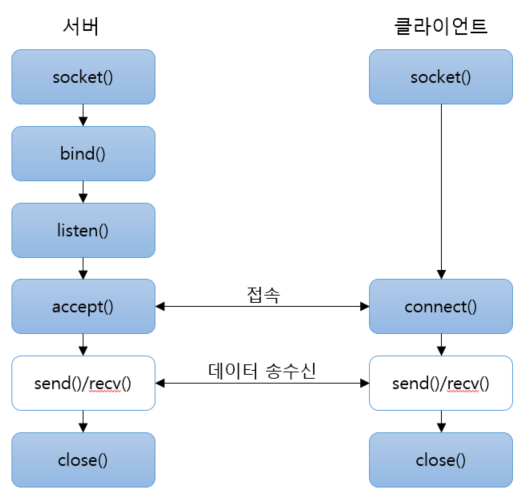 서버 클라이언트
socket() socket()
bind()
listen()
accept() 접속 connect()
send()/recv() 데이터 송수신 send()/recv()
close() close()